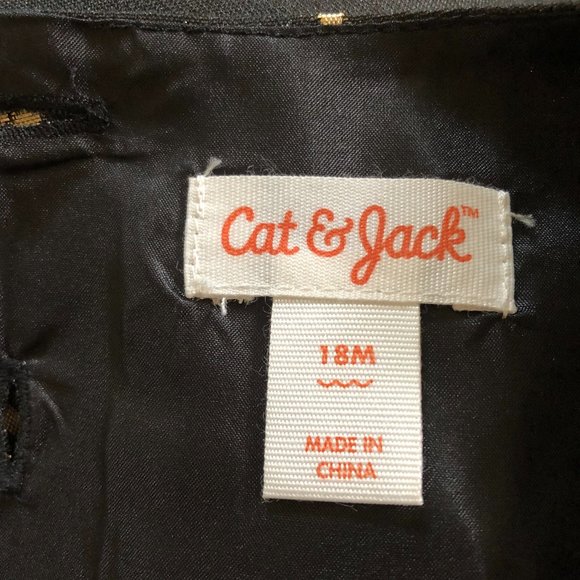 Cat & Jack™
18M
MADE IN
CHINA